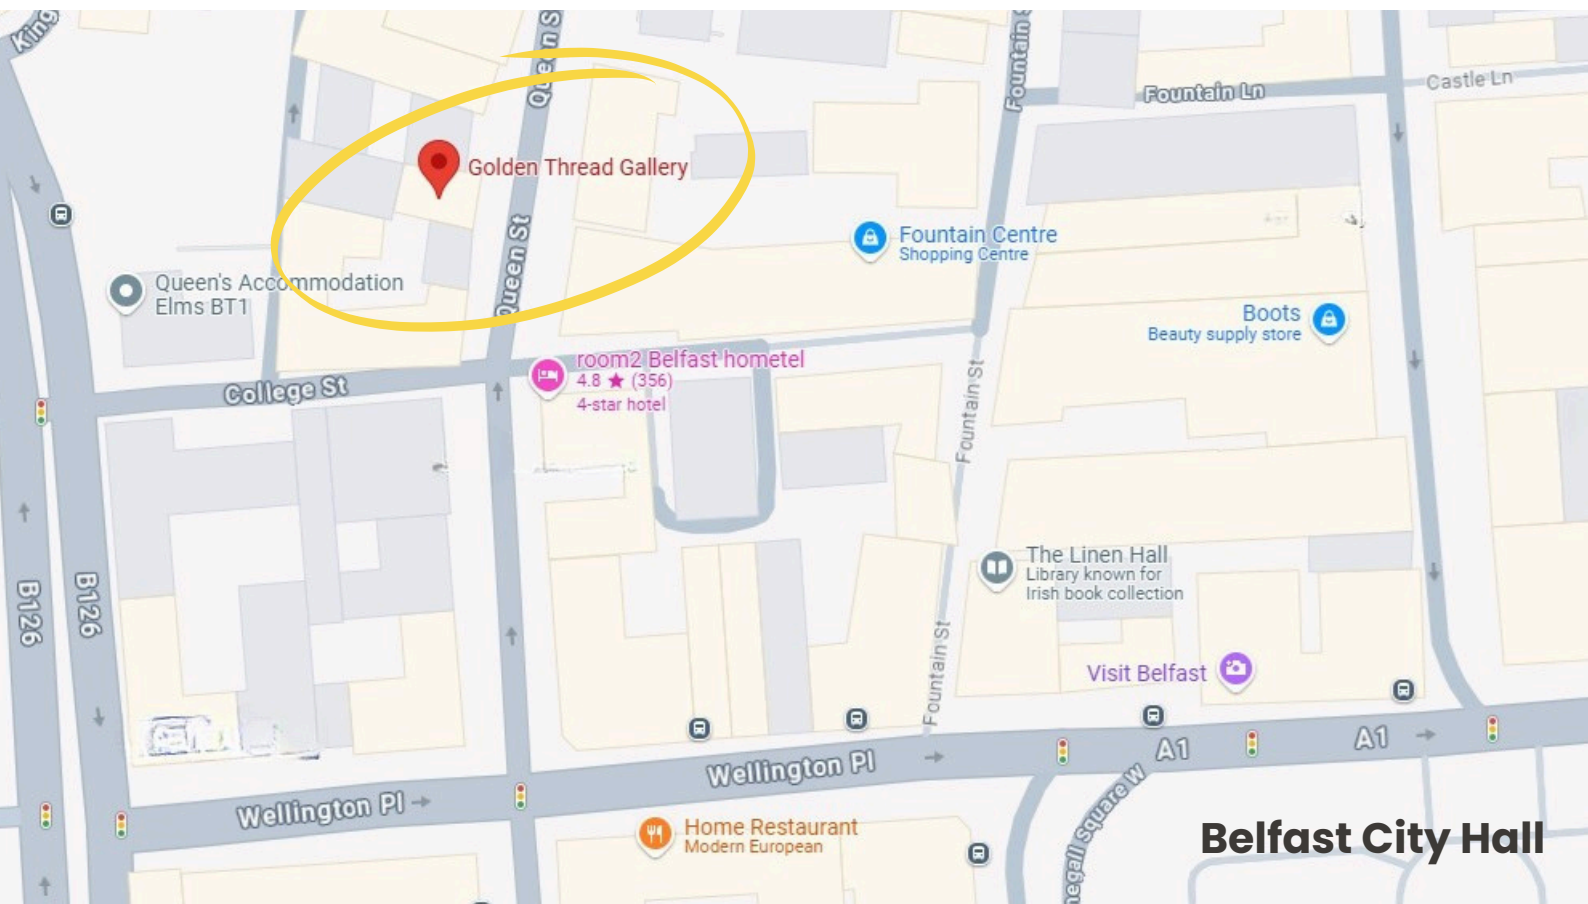 King
Queen S
Fountain S
Fountain Ln
Castle Ln
Golden Thread Gallery
Queen St
Fountain Centre
Shopping Centre
Queen's Accommodation
Elms BT1
Boots
Beauty supply store
room2 Belfast hometel
4.8 ★ (356)
4-star hotel
College St
Fountain St
The Linen Hall
Library known for
Irish book collection
B126
B126
Fountain St
Visit Belfast
A1
A1
Wellington Pl
Wellington Pl
negall Square W
Home Restaurant
Modern European
Belfast City Hall